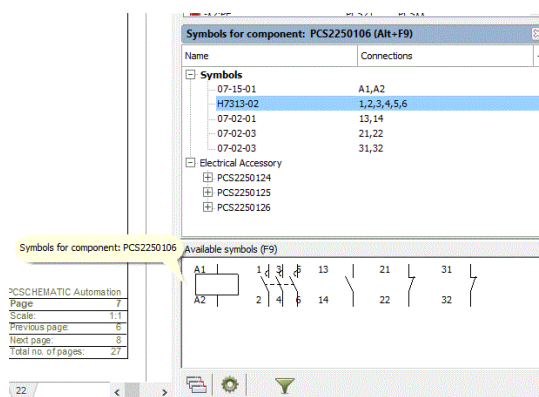 Symbols for component: PCS2250106 (Alt+F9)
Name Connections
Symbols
07-15-01 A1,A2
H7313-02 1,2,3,4,5,6
07-02-01 13,14
07-02-03 21,22
07-02-03 31,32
Electrical Accessory
PCS2250124
PCS2250125
PCS2250126
Symbols for component: PCS2250106
Available symbols (F9)
A1 1 3 5 13 21 31
A2 2 4 6 14 22 32
PCSCHEMATIC Automation
Page 7
Scale: 1:1
Previous page: 6
Next page: 8
Total no. of pages: 27
22